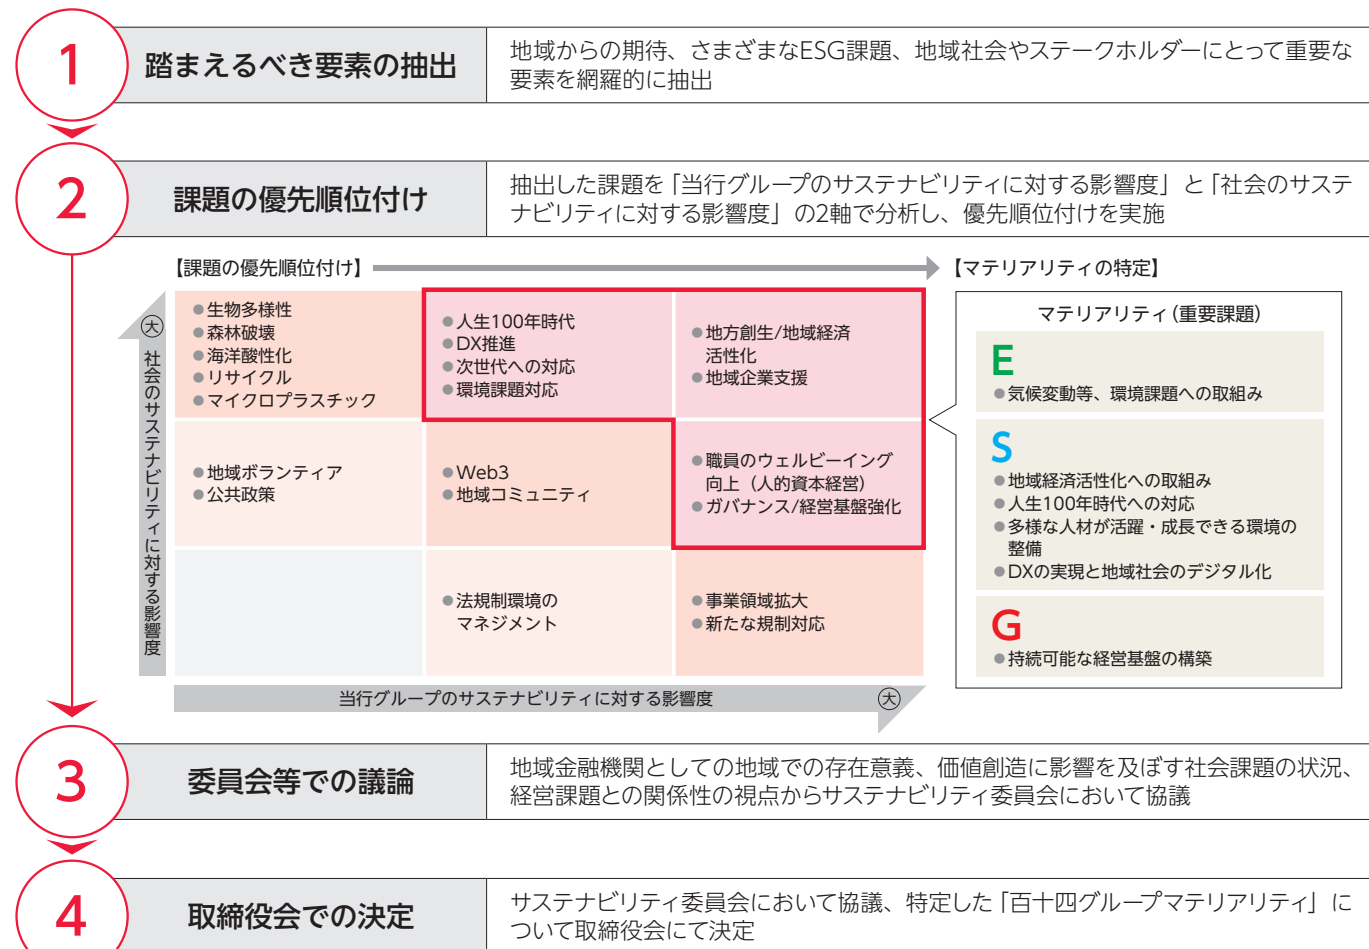 1
踏まえるべき要素の抽出
地域からの期待、さまざまなESG課題、地域社会やステークホルダーにとって重要な
要素を網羅的に抽出
2
課題の優先順位付け
抽出した課題を「当行グループのサステナビリティに対する影響度」と「社会のサステ
ナビリティに対する影響度」の2軸で分析し、優先順位付けを実施
【課題の優先順位付け】
【マテリアリティの特定】
大
社会のサステナビリティに対する影響度
●生物多様性
●森林破壊
●海洋酸性化
●リサイクル
●マイクロプラスチック
●人生100年時代
●DX推進
●次世代への対応
●環境課題対応
●地方創生/地域経済
活性化
●地域企業支援
●地域ボランティア
●公共政策
●Web3
●地域コミュニティ
●職員のウェルビーイング
向上（人的資本経営）
●ガバナンス/経営基盤強化
●法規制環境の
マネジメント
●事業領域拡大
●新たな規制対応
当行グループのサステナビリティに対する影響度
大
マテリアリティ（重要課題）
E
●気候変動等、環境課題への取組み
S
●地域経済活性化への取組み
●人生100年時代への対応
●多様な人材が活躍・成長できる環境の
整備
●DXの実現と地域社会のデジタル化
G
●持続可能な経営基盤の構築
3
委員会等での議論
地域金融機関としての地域での存在意義、価値創造に影響を及ぼす社会課題の状況、
経営課題との関係性の視点からサステナビリティ委員会において協議
4
取締役会での決定
サステナビリティ委員会において協議、特定した「百十四グループマテリアリティ」に
ついて取締役会にて決定